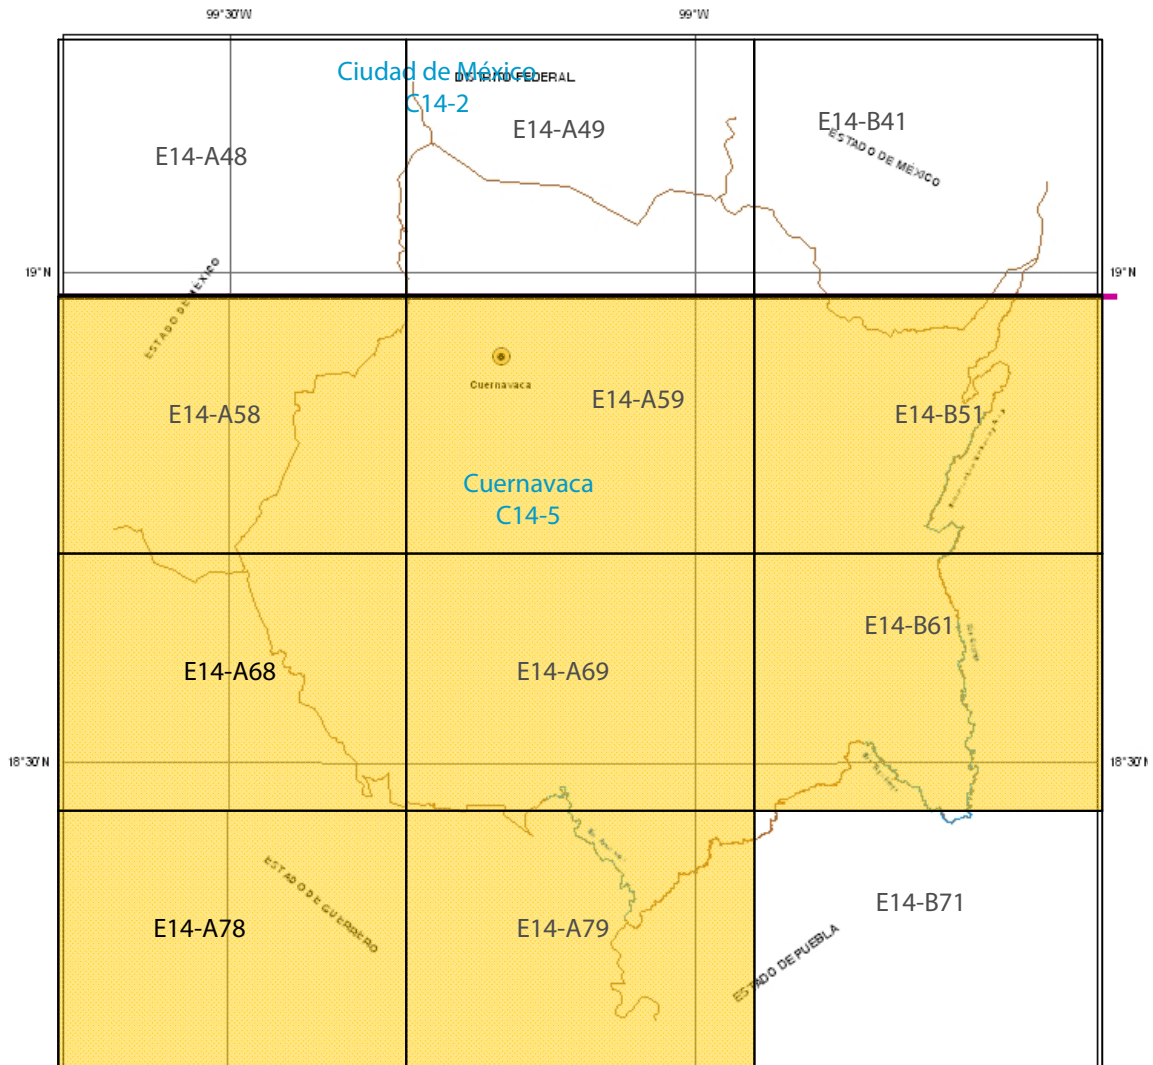 99°30'W
99°W
Ciudad de México
DISTRITO FEDERAL
C14-2
E14-A49
E14-B41
ESTADO DE MÉXICO
E14-A48
19°N
19°N
ESTADO DE MÉXICO
Cuernavaca
E14-A58
E14-A59
E14-B51
Cuernavaca
C14-5
E14-B61
E14-A68
E14-A69
18°30'N
18°30'N
ESTADO DE GUERRERO
E14-B71
E14-A78
E14-A79
ESTADO DE PUEBLA